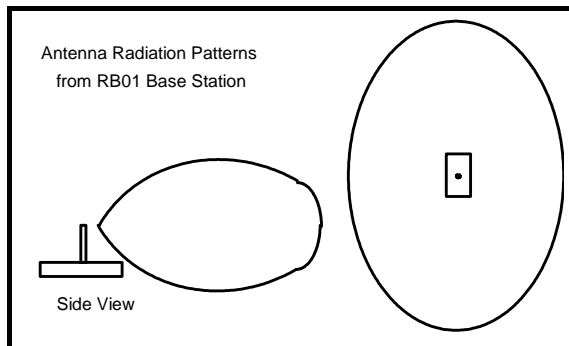 Antenna Radiation Patterns
from RB01 Base Station
Side View